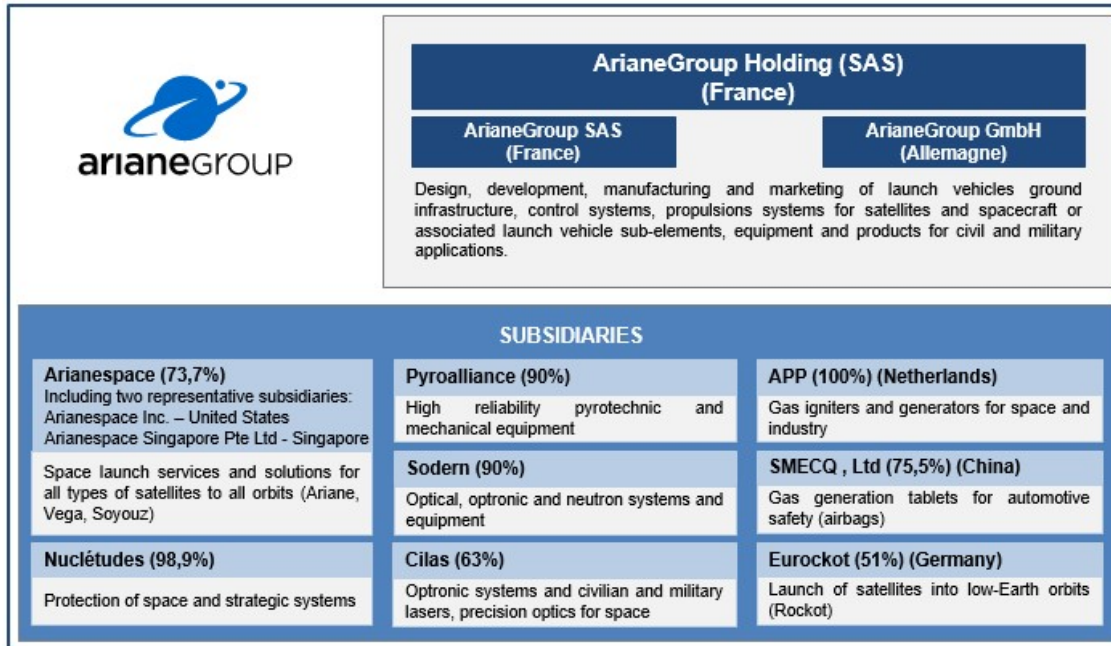 arianeGROUP
ArianeGroup Holding (SAS)
(France)
ArianeGroup SAS
(France)
ArianeGroup GmbH
(Allemagne)
Design, development, manufacturing and marketing of launch vehicles ground
infrastructure, control systems, propulsions systems for satellites and spacecraft or
associated launch vehicle sub-elements, equipment and products for civil and military
applications.
SUBSIDIARIES
Arianespace (73,7%)
Including two representative subsidiaries:
Arianespace Inc. – United States
Arianespace Singapore Pte Ltd - Singapore
Space launch services and solutions for
all types of satellites to all orbits (Ariane,
Vega, Soyouz)
Nuclétudes (98,9%)
Protection of space and strategic systems
Pyroalliance (90%)
High reliability pyrotechnic and
mechanical equipment
Sodern (90%)
Optical, optronic and neutron systems and
equipment
Cilas (63%)
Optronic systems and civilian and military
lasers, precision optics for space
APP (100%) (Netherlands)
Gas igniters and generators for space and
industry
SMECQ , Ltd (75,5%) (China)
Gas generation tablets for automotive
safety (airbags)
Eurockot (51%) (Germany)
Launch of satellites into low-Earth orbits
(Rockot)